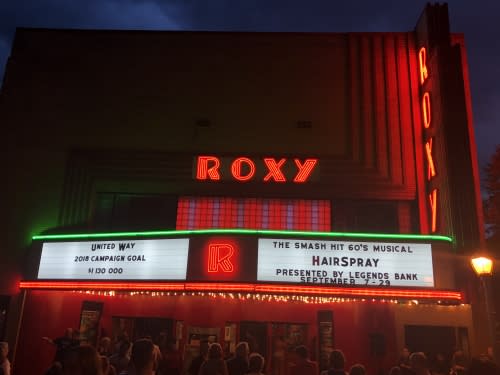 ROXY
ROXY
R
UNITED WAY
2018 CAMPAIGN GOAL
$1 130 000
THE SMASH HIT 60'S MUSICAL
HAIRSPRAY
PRESENTED BY LEGENDS BANK
SEPTEMBER 7-29